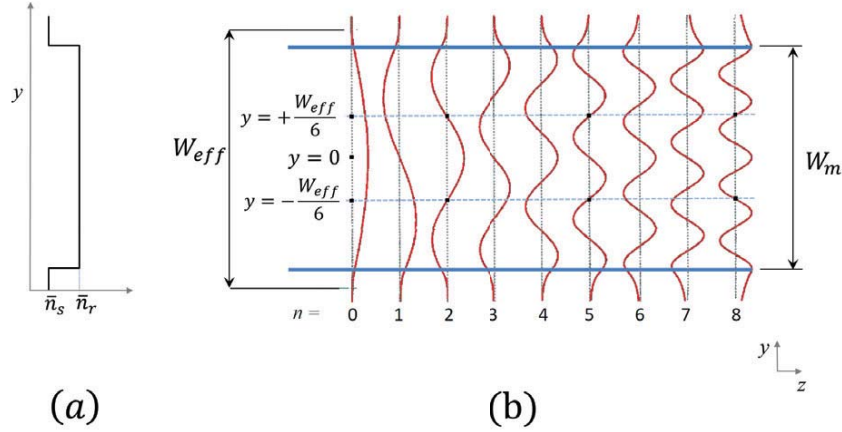 y
n̄s n̄r
(a)
Weff
y = +Weff/6
y = 0
y = −Weff/6
Wm
n = 0 1 2 3 4 5 6 7 8
y
z
(b)